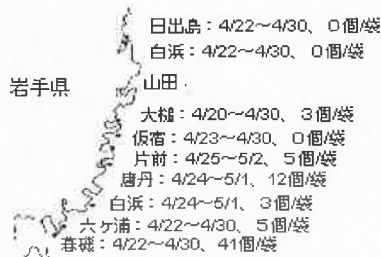 日出島：4/22～4/30、0個/袋
白浜：4/22～4/30、0個/袋
岩手県
山田
大槌：4/20～4/30、3個/袋
仮宿：4/23～4/30、0個/袋
片前：4/25～5/2、5個/袋
唐丹：4/24～5/1、12個/袋
白浜：4/24～5/1、3個/袋
六ケ浦：4/22～4/30、5個/袋
蟇磯：4/22～4/30、41個/袋